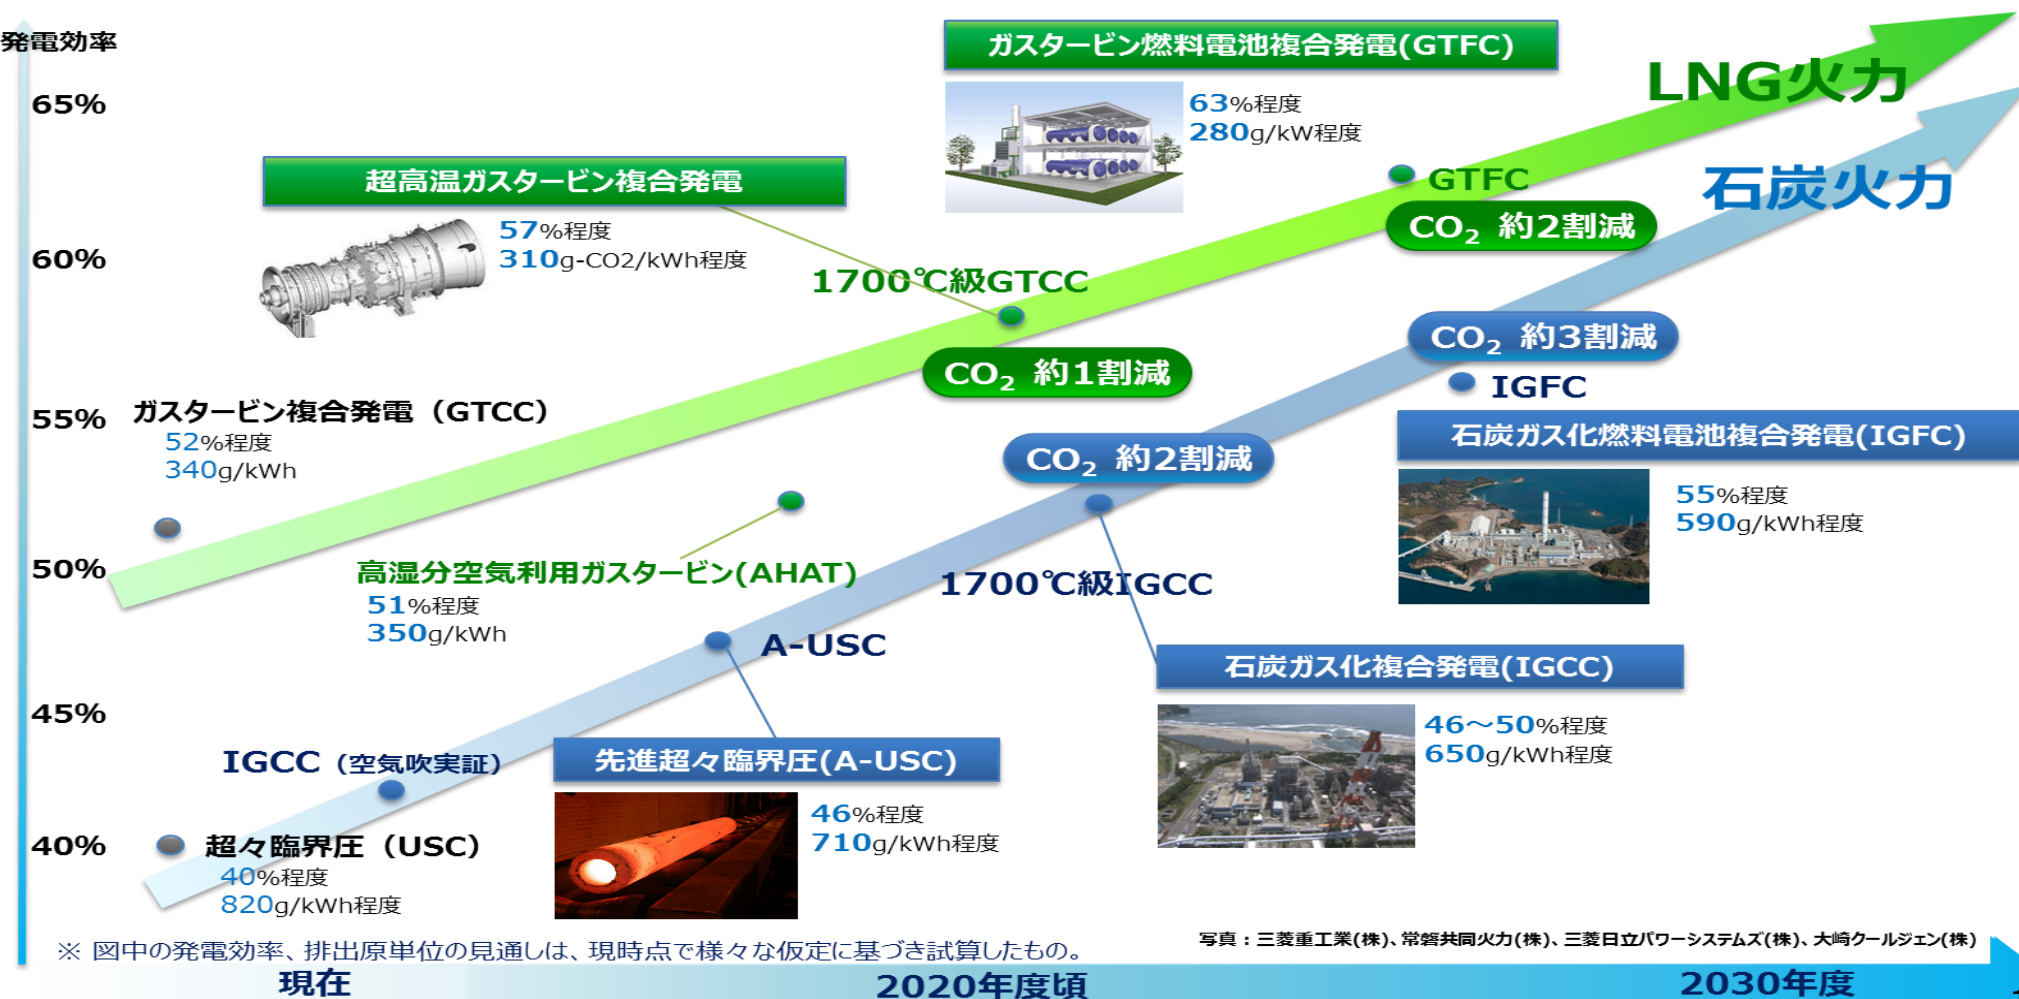 発電効率
65%
60%
55%
50%
45%
40%
ガスタービン燃料電池複合発電(GTFC)
63%程度
280g/kW程度
LNG火力
石炭火力
超高温ガスタービン複合発電
57%程度
310g-CO2/kWh程度
1700℃級GTCC
GTFC
CO₂ 約2割減
CO₂ 約1割減
CO₂ 約3割減
IGFC
ガスタービン複合発電（GTCC）
52%程度
340g/kWh
CO₂ 約2割減
石炭ガス化燃料電池複合発電(IGFC)
55%程度
590g/kWh程度
高湿分空気利用ガスタービン(AHAT)
51%程度
350g/kWh
1700℃級IGCC
A-USC
石炭ガス化複合発電(IGCC)
46～50%程度
650g/kWh程度
IGCC（空気吹実証）
先進超々臨界圧(A-USC)
46%程度
710g/kWh程度
超々臨界圧（USC）
40%程度
820g/kWh程度
※ 図中の発電効率、排出原単位の見通しは、現時点で様々な仮定に基づき試算したもの。
写真：三菱重工業(株)、常磐共同火力(株)、三菱日立パワーシステムズ(株)、大崎クールジェン(株)
現在
2020年度頃
2030年度